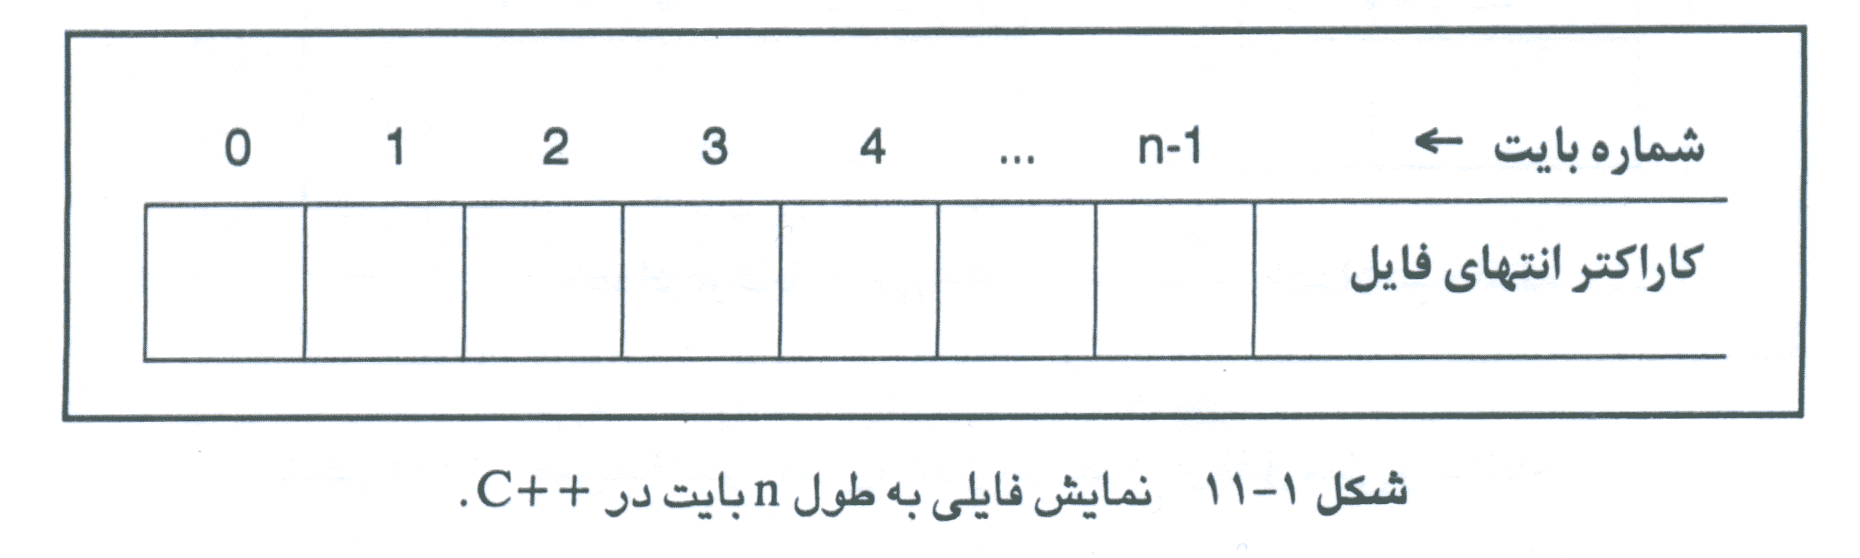 شماره بایت ← n-1 ... 4 3 2 1 0
کاراکتر انتهای فایل
شکل ۱-۱۱ نمایش فایلی به طول n بایت در C++.